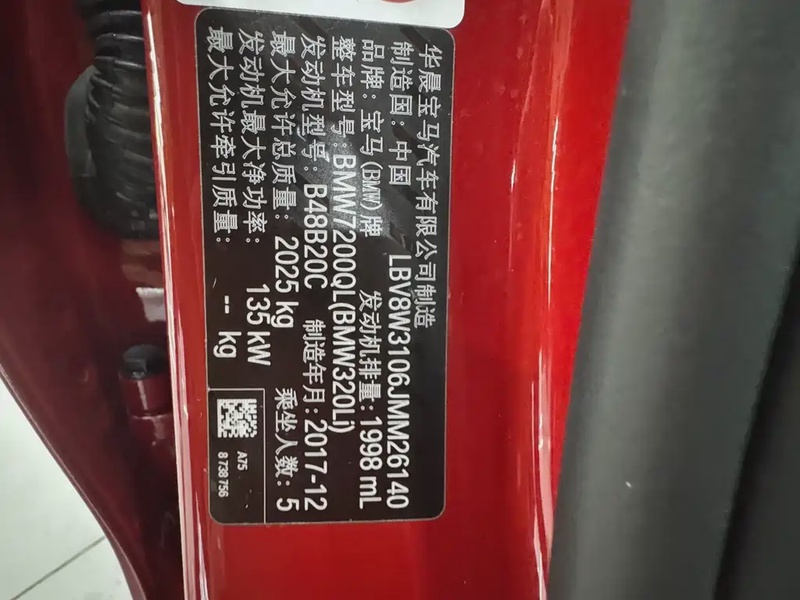 华晨宝马汽车有限公司制造
制造国：中国 LBV8W3106JMM26140
品牌：宝马(BMW)牌 发动机排量：1998 mL
整车型号：BMW7200QL(BMW320Li)
发动机型号：B48B20C 制造年月：2017-12
最大允许总质量：2025 kg 乘坐人数：5
发动机最大净功率：135 kW
最大允许牵引质量：-- kg
A75
8 738 756